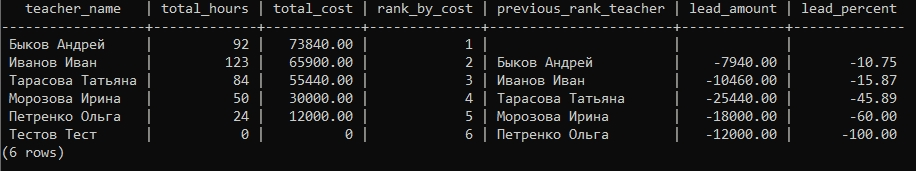 teacher_name | total_hours | total_cost | rank_by_cost | previous_rank_teacher | lead_amount | lead_percent
-----------------+-------------+------------+--------------+-----------------------+-------------+--------------
Быков Андрей | 92 | 73840.00 | 1 | | |
Иванов Иван | 123 | 65900.00 | 2 | Быков Андрей | -7940.00 | -10.75
Тарасова Татьяна | 84 | 55440.00 | 3 | Иванов Иван | -10460.00 | -15.87
Морозова Ирина | 50 | 30000.00 | 4 | Тарасова Татьяна | -25440.00 | -45.89
Петренко Ольга | 24 | 12000.00 | 5 | Морозова Ирина | -18000.00 | -60.00
Тестов Тест | 0 | 0 | 6 | Петренко Ольга | -12000.00 | -100.00
(6 rows)